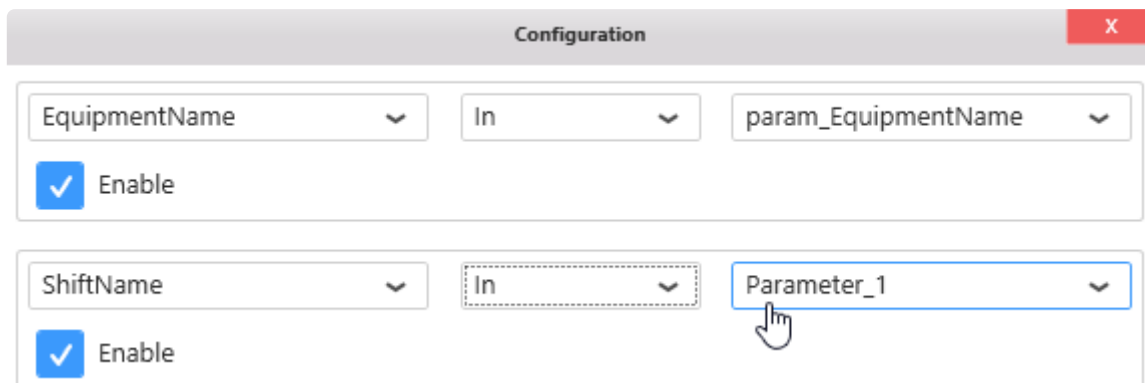 Configuration
X
EquipmentName In param_EquipmentName
Enable
ShiftName In Parameter_1
Enable